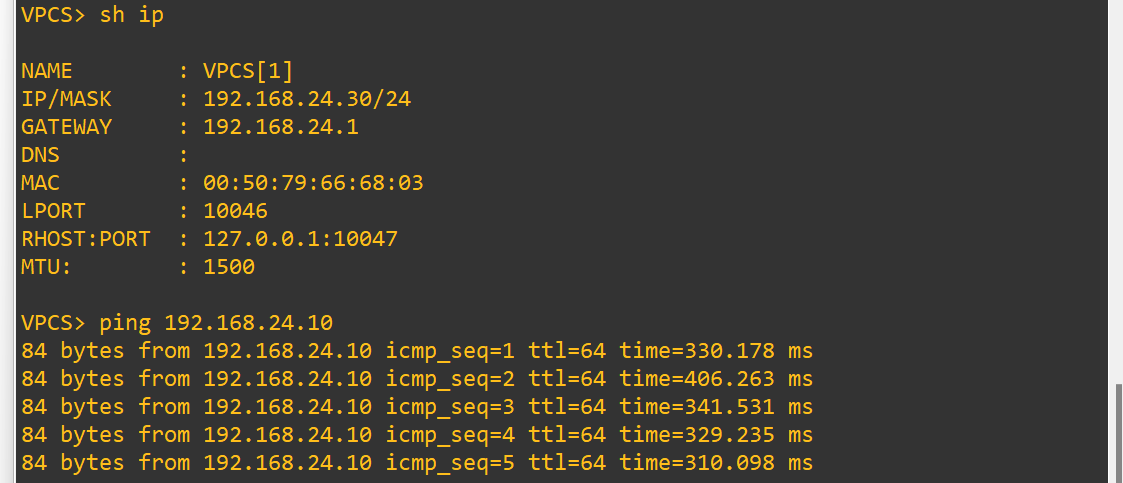 VPCS> sh ip
NAME : VPCS[1]
IP/MASK : 192.168.24.30/24
GATEWAY : 192.168.24.1
DNS :
MAC : 00:50:79:66:68:03
LPORT : 10046
RHOST:PORT : 127.0.0.1:10047
MTU: : 1500
VPCS> ping 192.168.24.10
84 bytes from 192.168.24.10 icmp_seq=1 ttl=64 time=330.178 ms
84 bytes from 192.168.24.10 icmp_seq=2 ttl=64 time=406.263 ms
84 bytes from 192.168.24.10 icmp_seq=3 ttl=64 time=341.531 ms
84 bytes from 192.168.24.10 icmp_seq=4 ttl=64 time=329.235 ms
84 bytes from 192.168.24.10 icmp_seq=5 ttl=64 time=310.098 ms